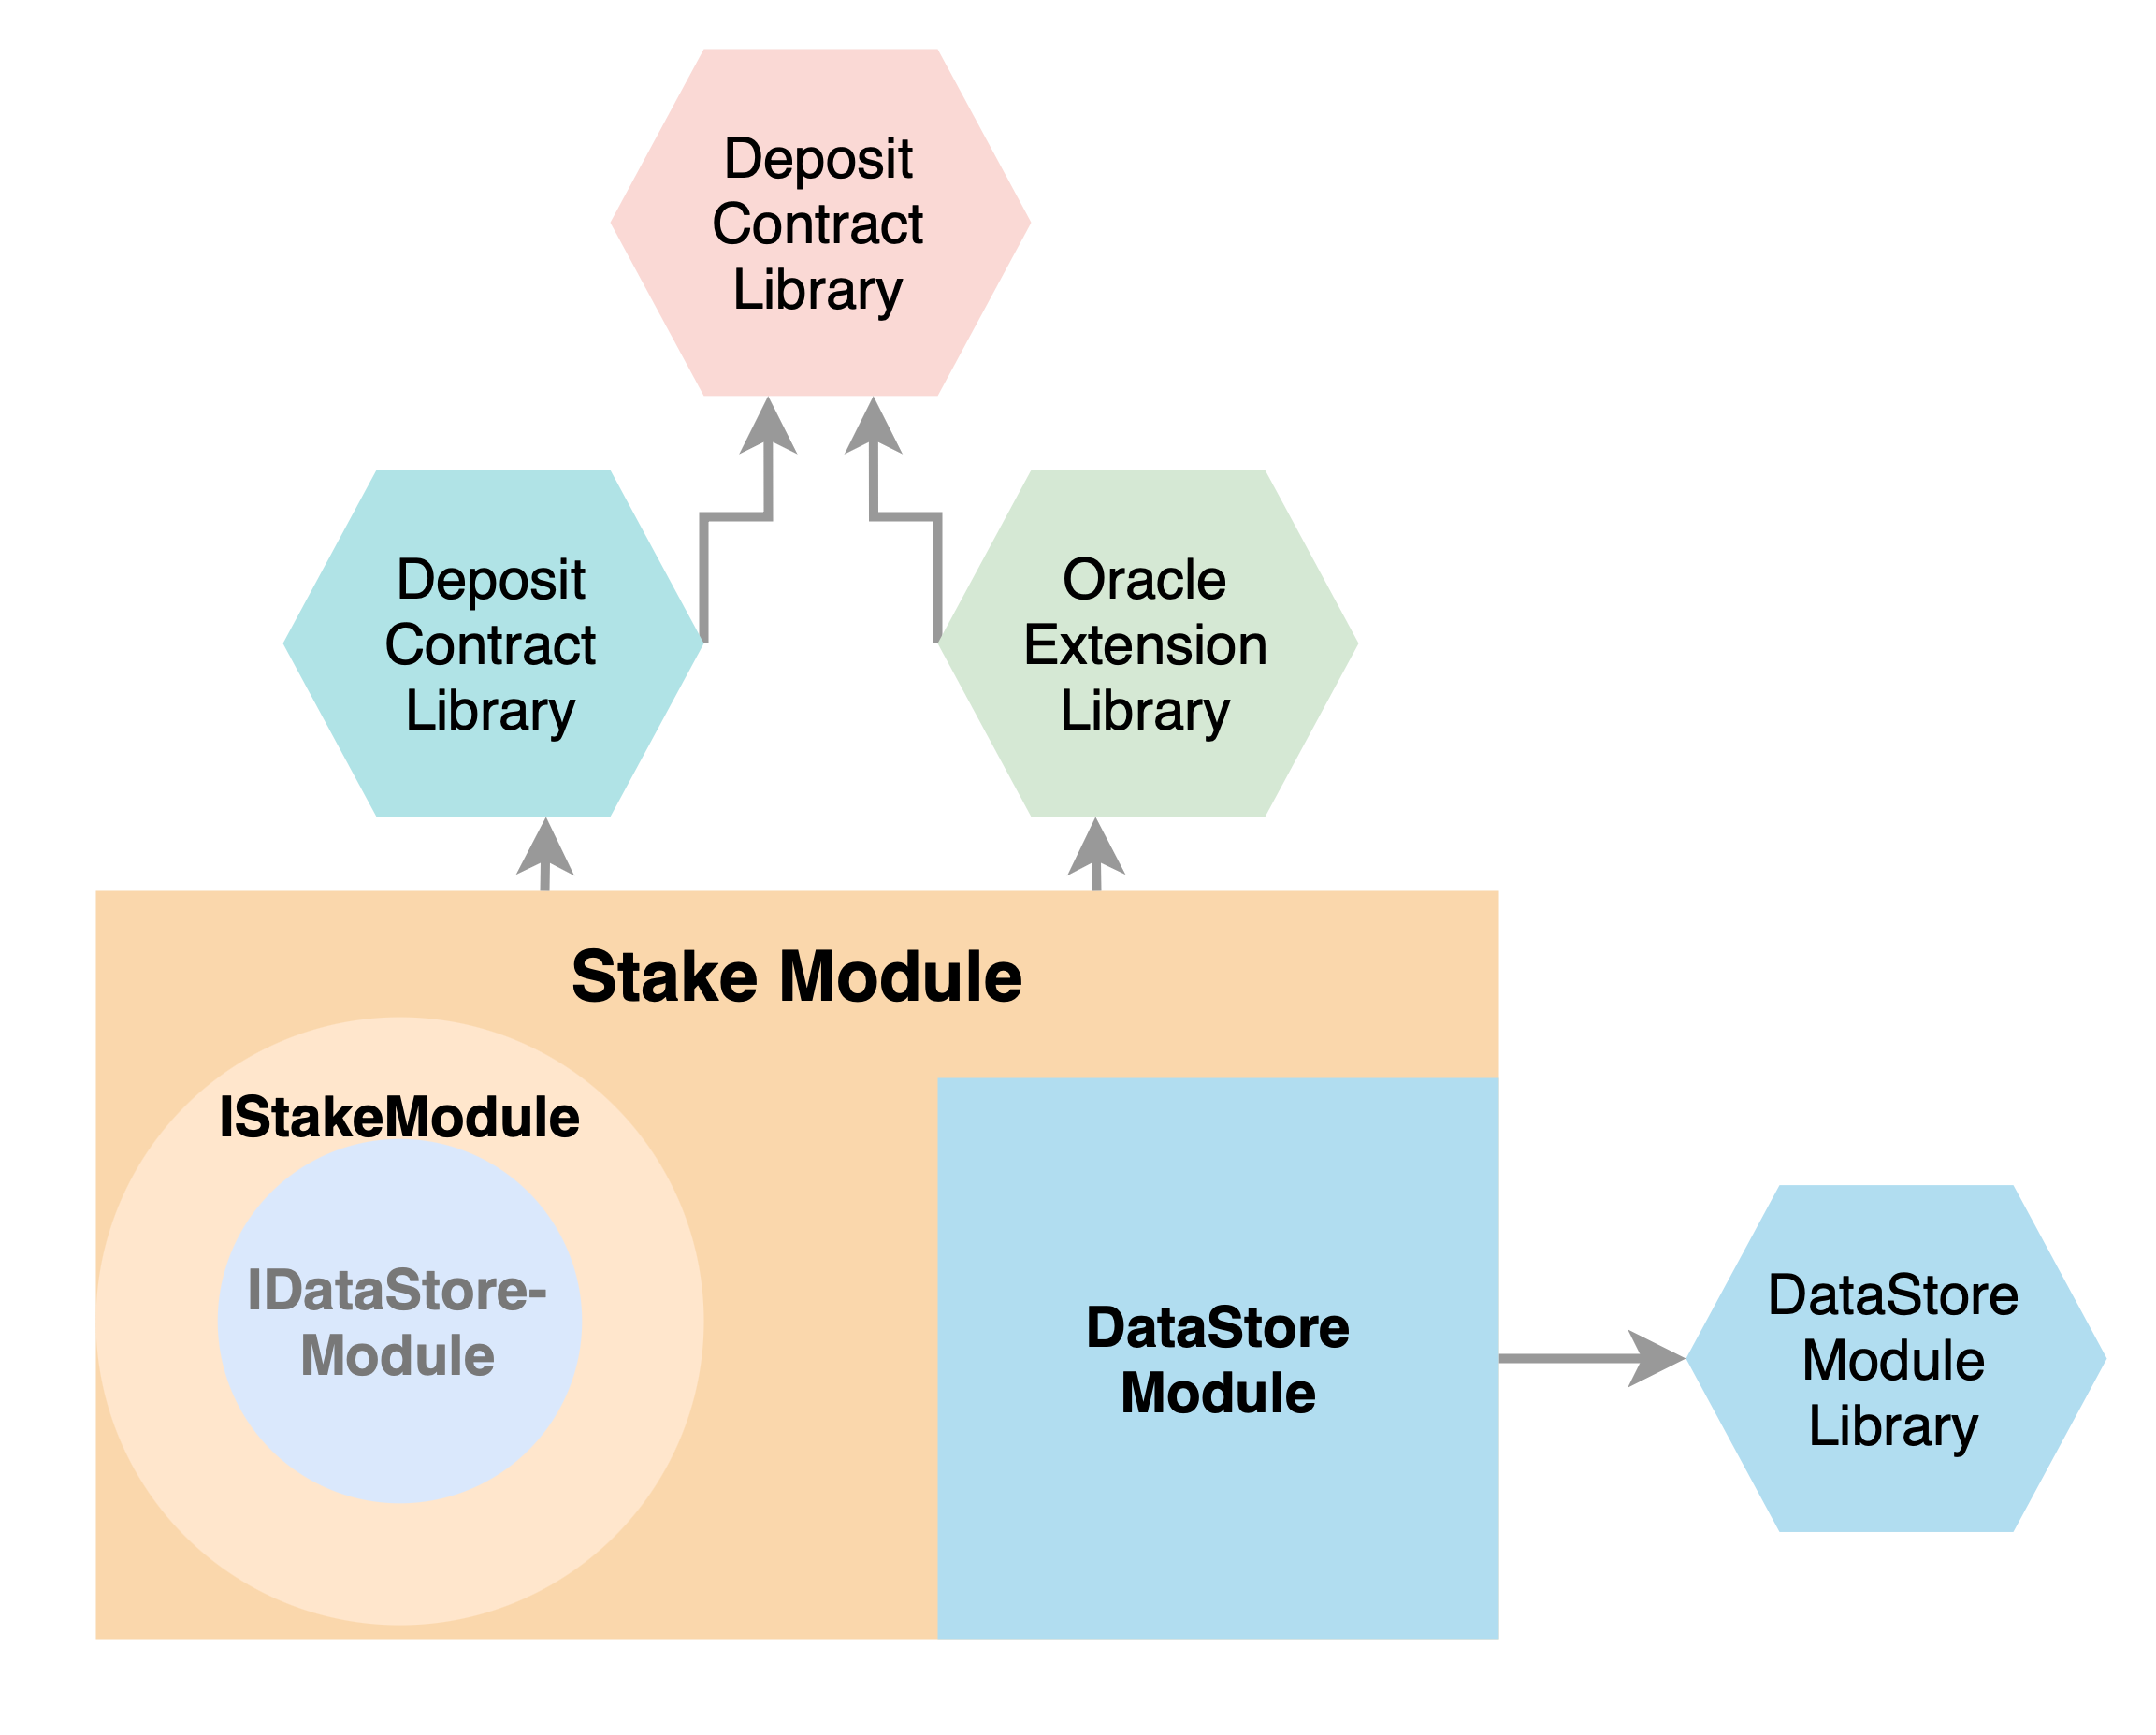 Deposit
Contract
Library
Deposit
Contract
Library
Oracle
Extension
Library
Stake Module
IStakeModule
IDataStore-
Module
DataStore
Module
DataStore
Module
Library